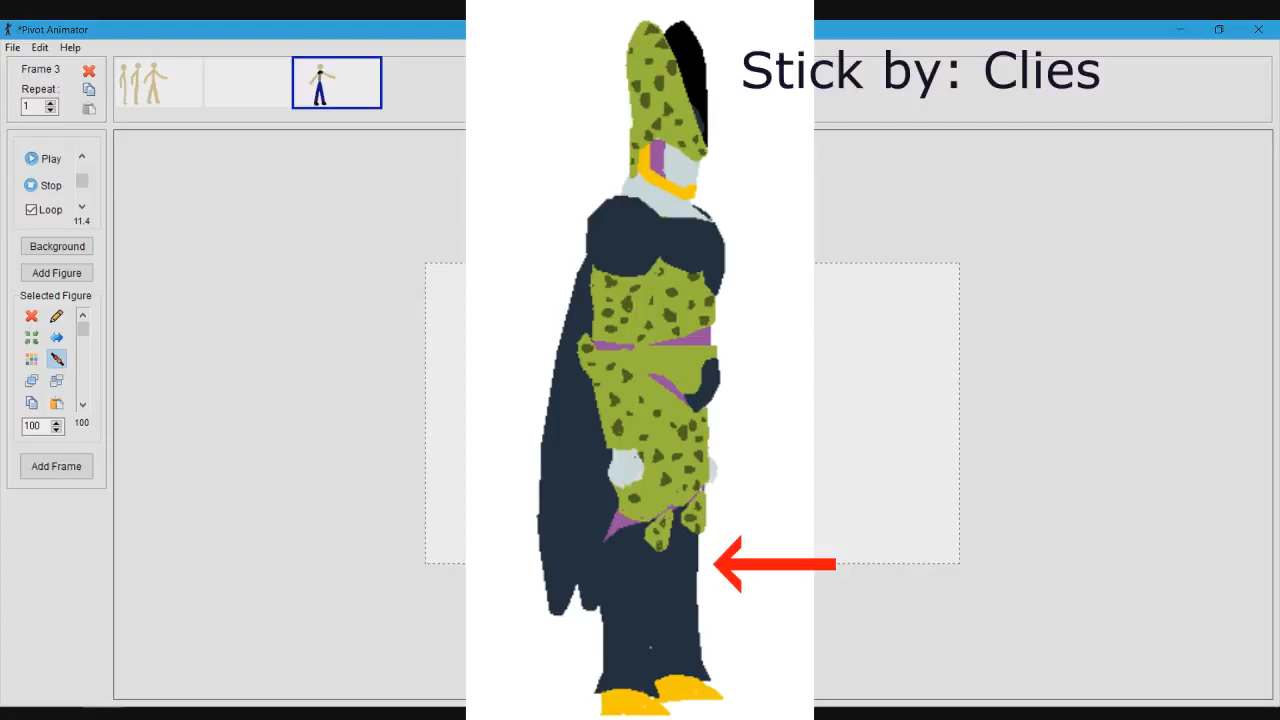 *Pivot Animator
File Edit Help
Frame 3
Repeat :
1
Stick by: Clies
Play
Stop
Loop
11.4
Background
Add Figure
Selected Figure
100
100
Add Frame